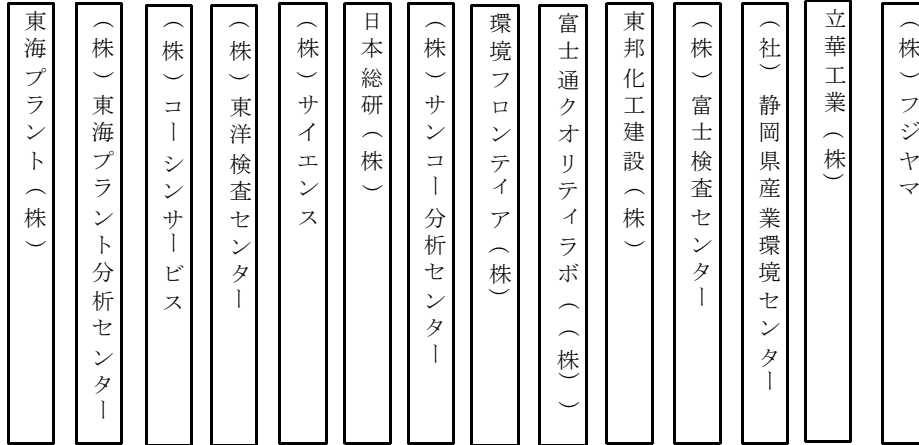 （株）フジヤマ
立華工業（株）
（社）静岡県産業環境センター
（株）富士検査センター
東邦化工建設（株）
富士通クオリティラボ（（株））
環境フロンティア（株）
（株）サンコー分析センター
日本総研（株）
（株）サイエンス
（株）東洋検査センター
（株）コーシンサービス
（株）東海プラント分析センター
東海プラント（株）